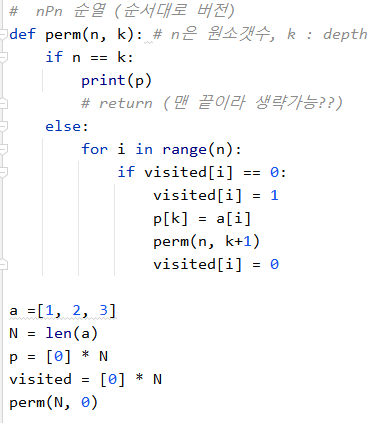 # nPn 순열 (순서대로 버전)
def perm(n, k): # n은 원소갯수, k : depth
    if n == k:
        print(p)
        # return (맨 끝이라 생략가능??)
    else:
        for i in range(n):
            if visited[i] == 0:
                visited[i] = 1
                p[k] = a[i]
                perm(n, k+1)
                visited[i] = 0
a =[1, 2, 3]
N = len(a)
p = [0] * N
visited = [0] * N
perm(N, 0)